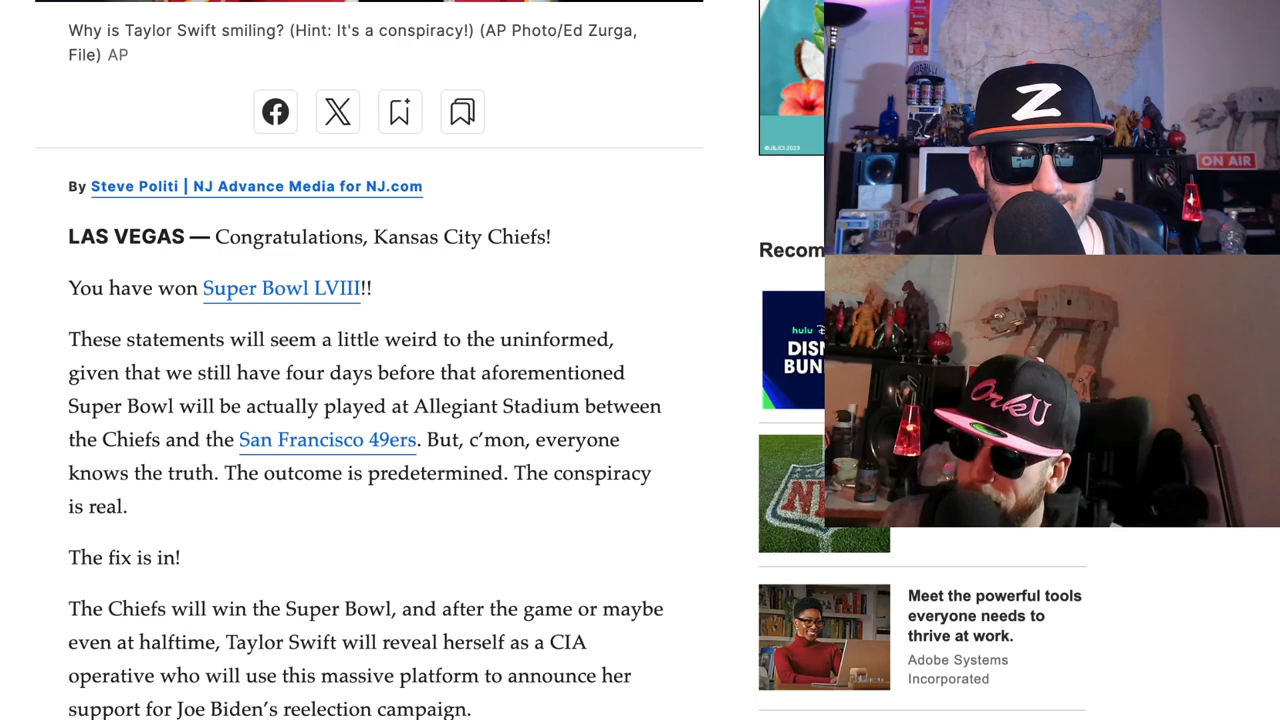 Why is Taylor Swift smiling? (Hint: It's a conspiracy!) (AP Photo/Ed Zurga,
File) AP
By Steve Politi | NJ Advance Media for NJ.com
LAS VEGAS — Congratulations, Kansas City Chiefs!
You have won Super Bowl LVIII!!
These statements will seem a little weird to the uninformed,
given that we still have four days before that aforementioned
Super Bowl will be actually played at Allegiant Stadium between
the Chiefs and the San Francisco 49ers. But, c’mon, everyone
knows the truth. The outcome is predetermined. The conspiracy
is real.
The fix is in!
The Chiefs will win the Super Bowl, and after the game or maybe
even at halftime, Taylor Swift will reveal herself as a CIA
operative who will use this massive platform to announce her
support for Joe Biden’s reelection campaign.
©J&JCI 2023
Recom
hulu
DISN
BUN
Meet the powerful tools
everyone needs to
thrive at work.
Adobe Systems
Incorporated
Z
ON AIR
THE
SUPER
SIXTH
OrkU